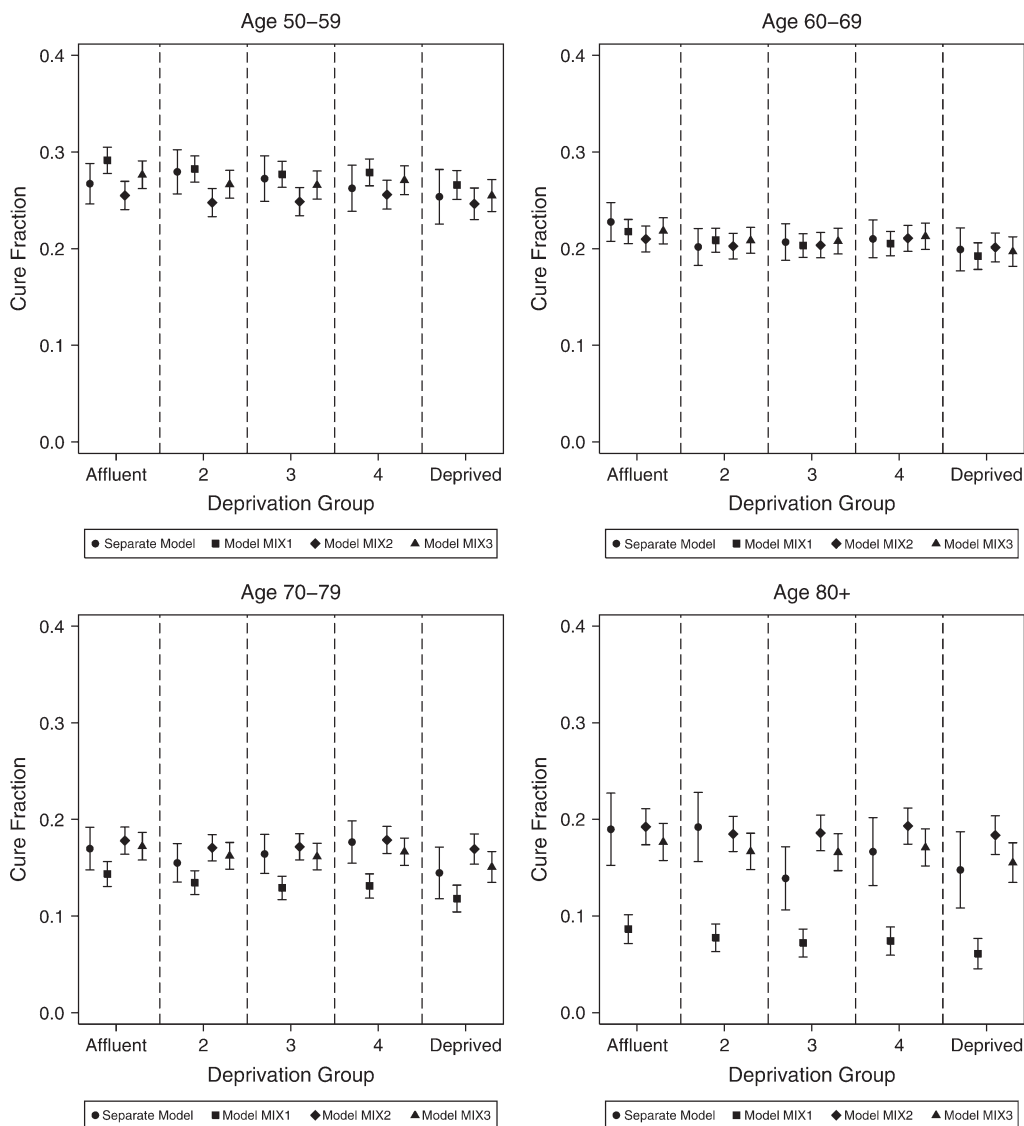 Age 50–59
Age 60–69
Cure Fraction
0.4
0.3
0.2
0.1
0.0
Affluent 2 3 4 Deprived
Deprivation Group
Separate Model Model MIX1 Model MIX2 Model MIX3
Cure Fraction
0.4
0.3
0.2
0.1
0.0
Affluent 2 3 4 Deprived
Deprivation Group
Separate Model Model MIX1 Model MIX2 Model MIX3
Age 70–79
Age 80+
Cure Fraction
0.4
0.3
0.2
0.1
0.0
Affluent 2 3 4 Deprived
Deprivation Group
Separate Model Model MIX1 Model MIX2 Model MIX3
Cure Fraction
0.4
0.3
0.2
0.1
0.0
Affluent 2 3 4 Deprived
Deprivation Group
Separate Model Model MIX1 Model MIX2 Model MIX3